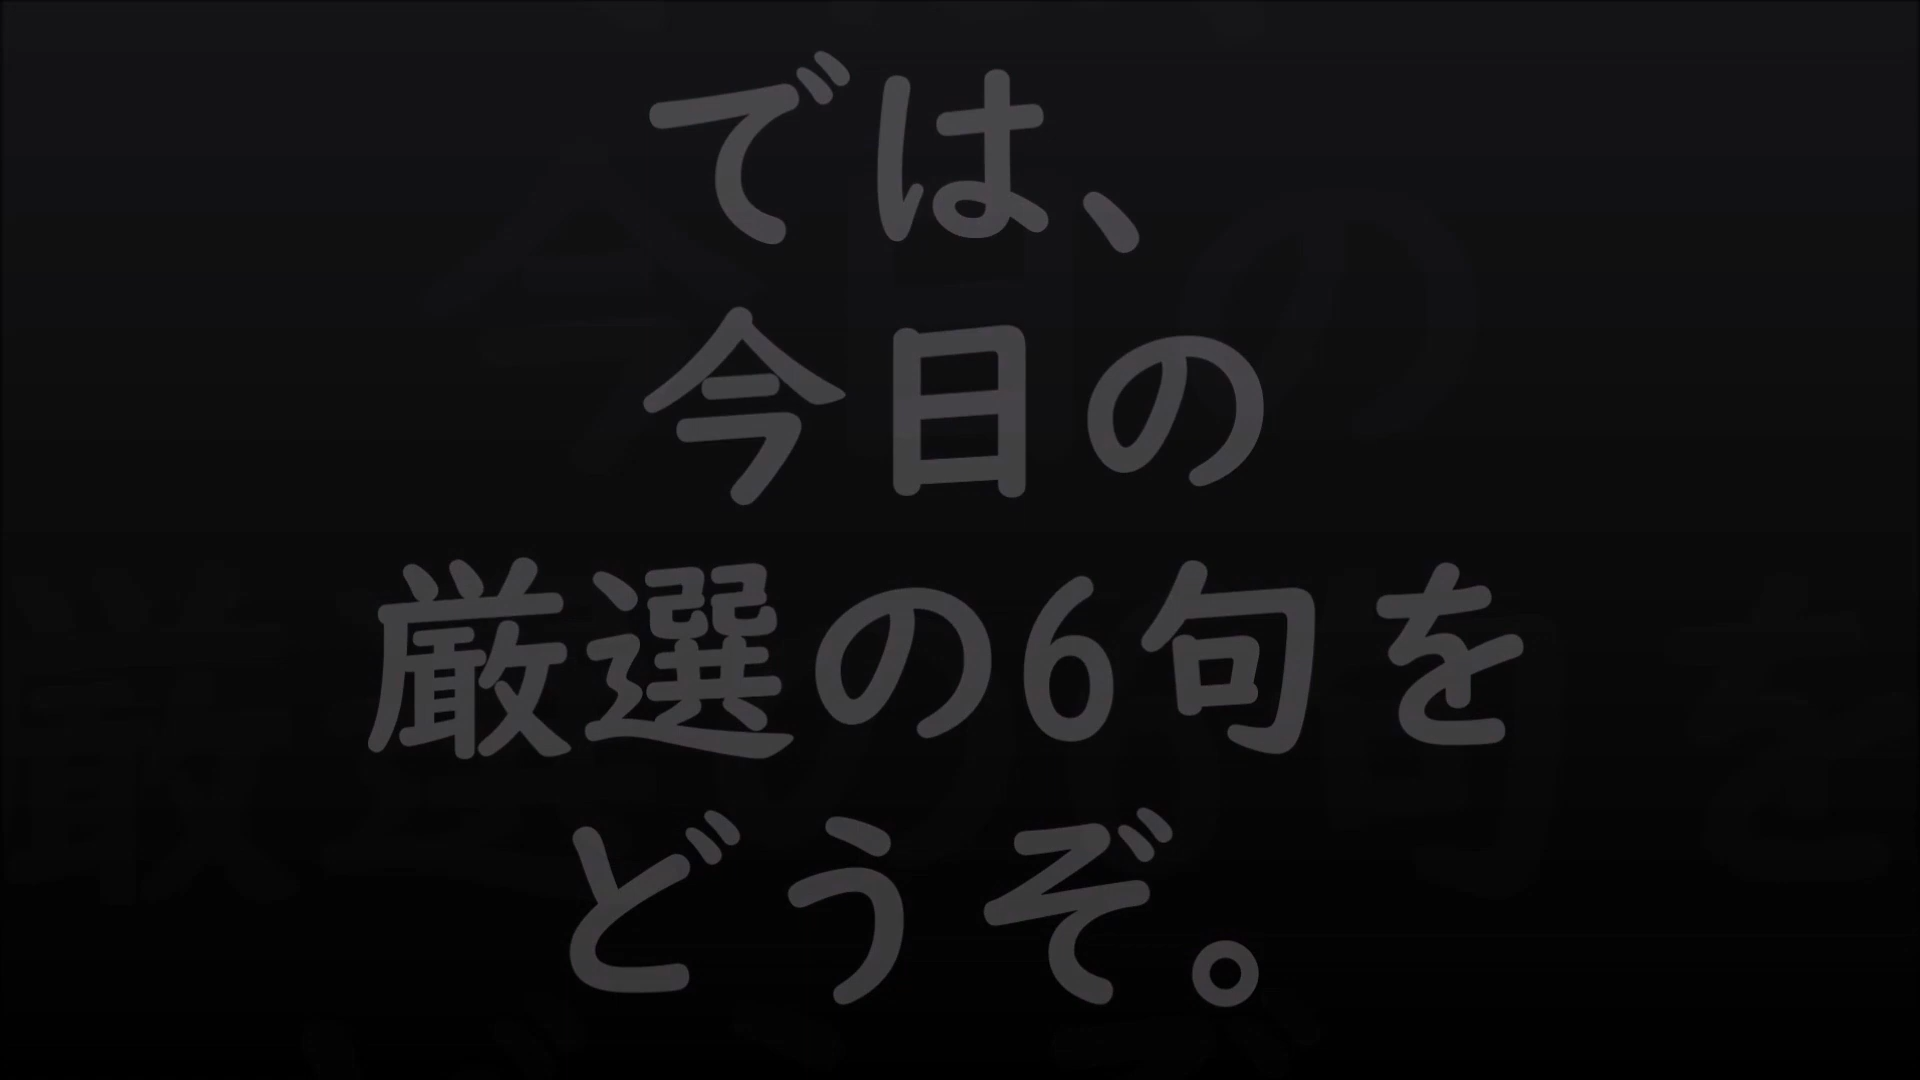 では、
今日の
厳選の6句を
どうぞ。